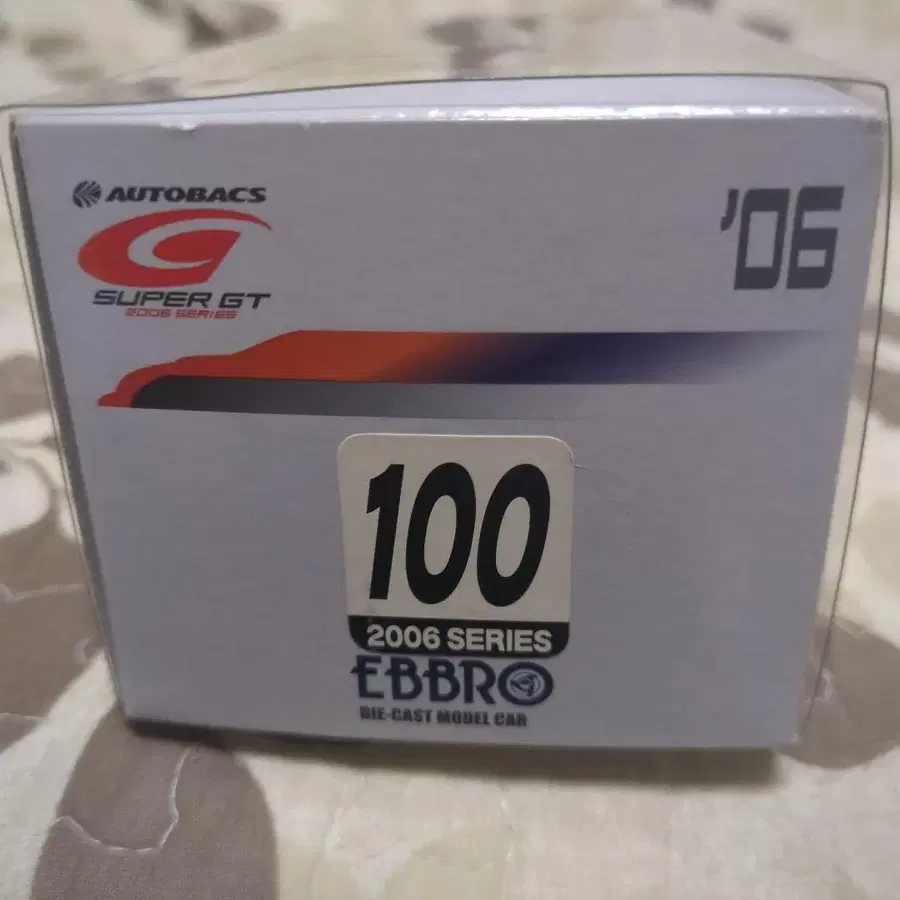 AUTOBACS
'06
SUPER GT
2006 SERIES
100
2006 SERIES
EBBRO
DIE-CAST MODEL CAR